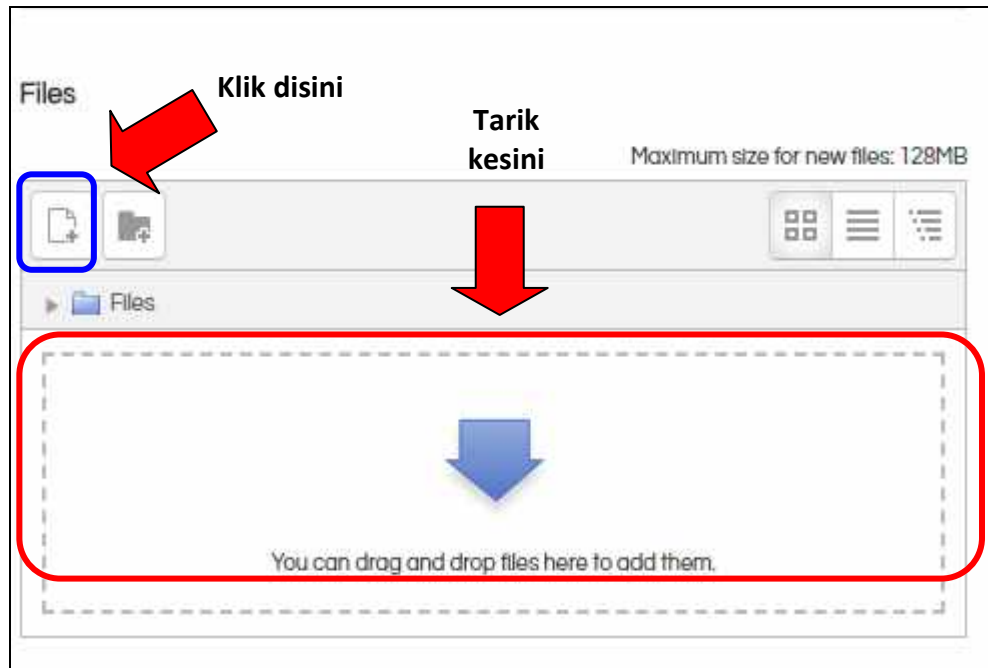 Files
Klik disini
Tarik
kesini
Maximum size for new files: 128MB
Files
You can drag and drop files here to add them.